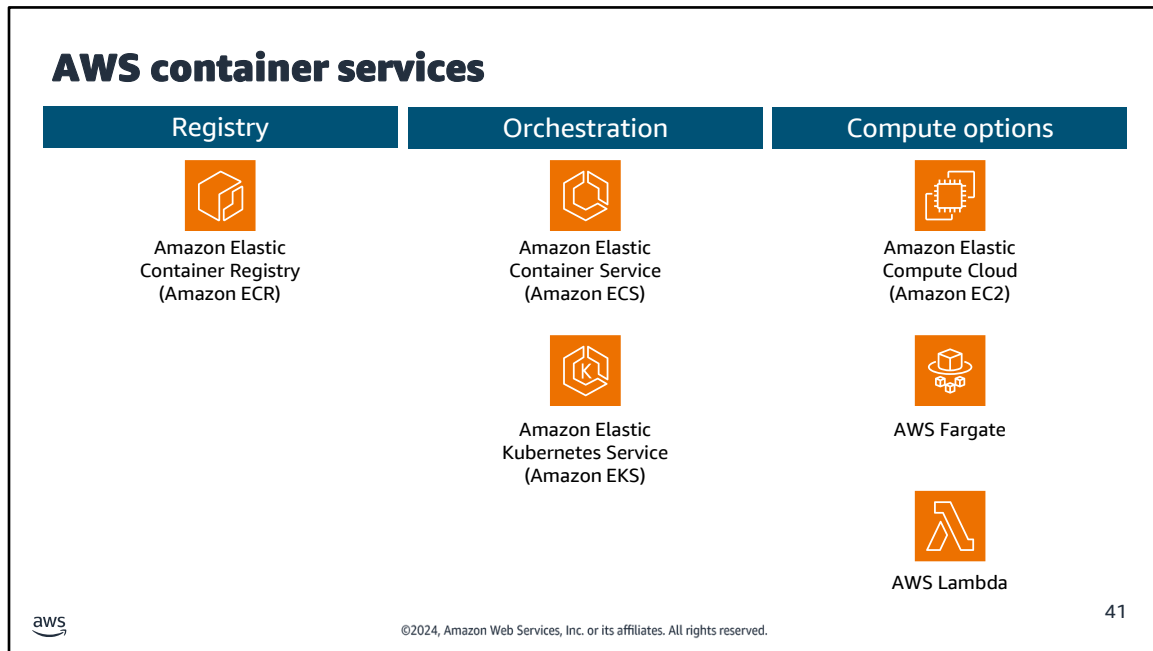 AWS container services
Registry
Orchestration
Compute options
Amazon Elastic
Container Registry
(Amazon ECR)
Amazon Elastic
Container Service
(Amazon ECS)
Amazon Elastic
Compute Cloud
(Amazon EC2)
K
Amazon Elastic
Kubernetes Service
(Amazon EKS)
AWS Fargate
AWS Lambda
aws
©2024, Amazon Web Services, Inc. or its affiliates. All rights reserved.
41